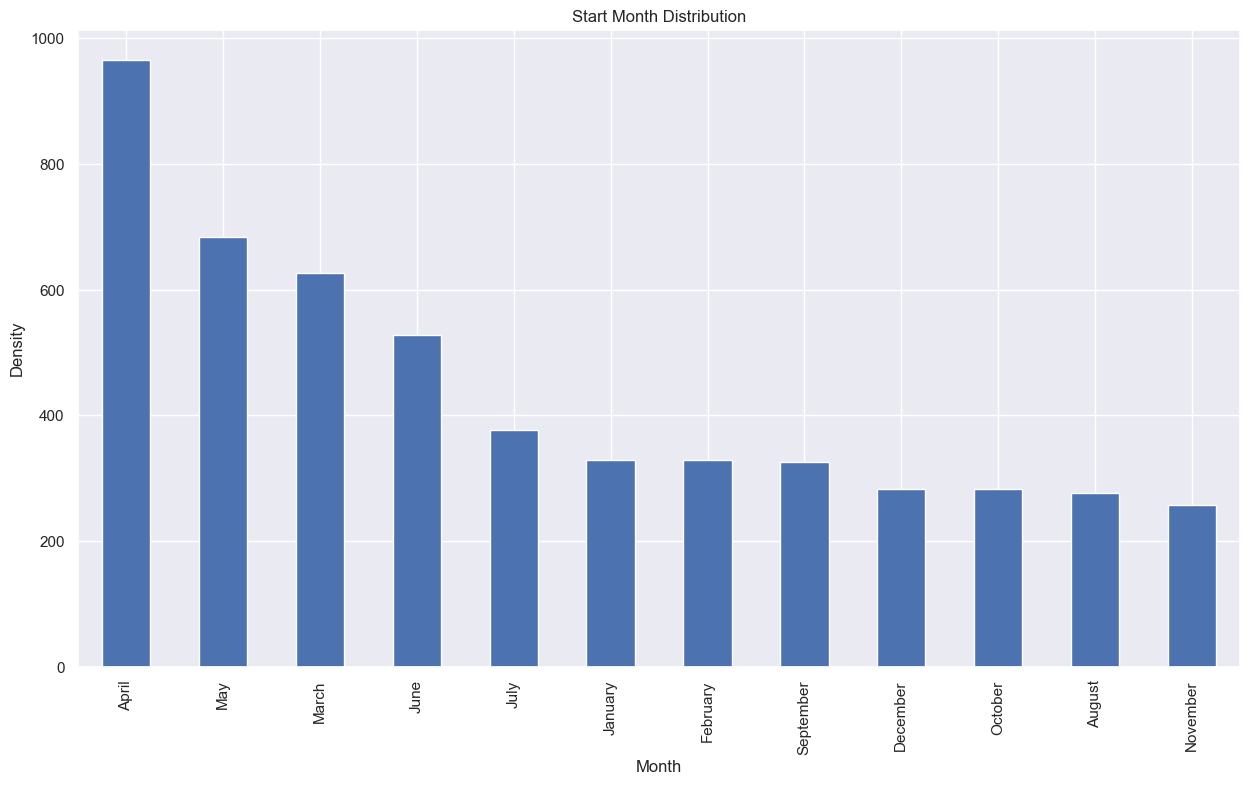 Start Month Distribution
1000
800
600
400
200
0
Density
April
May
March
June
July
January
February
September
December
October
August
November
Month